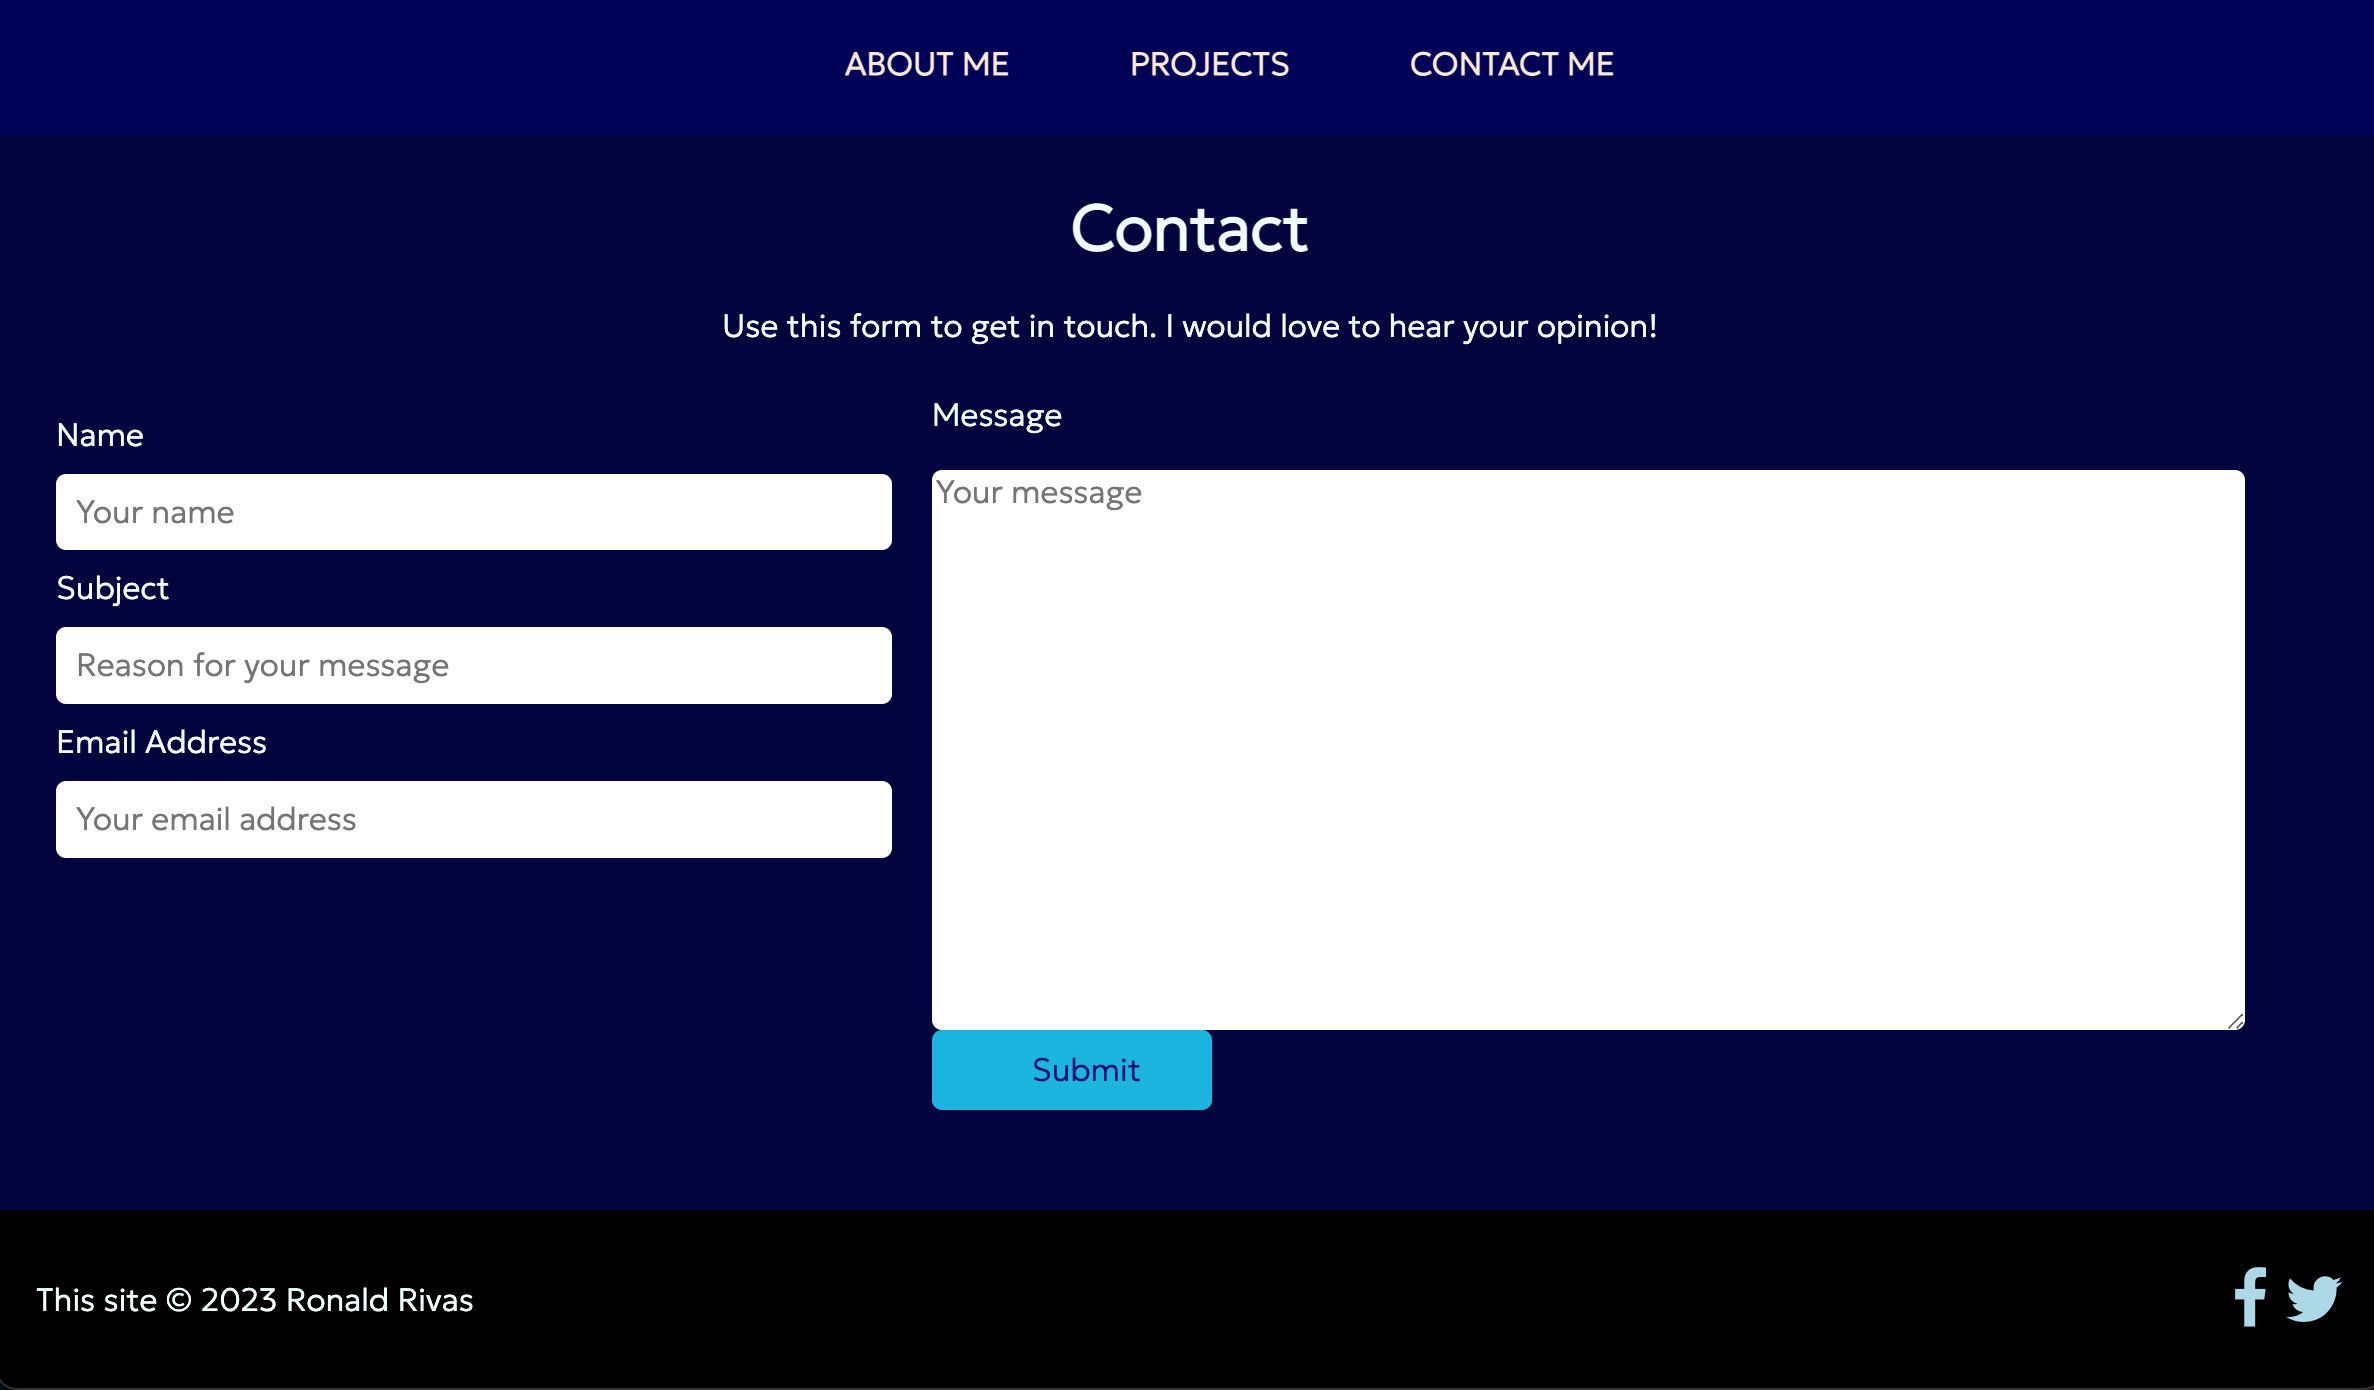 ABOUT ME PROJECTS CONTACT ME
Contact
Use this form to get in touch. I would love to hear your opinion!
Name
Your name
Subject
Reason for your message
Email Address
Your email address
Message
Your message
Submit
This site © 2023 Ronald Rivas